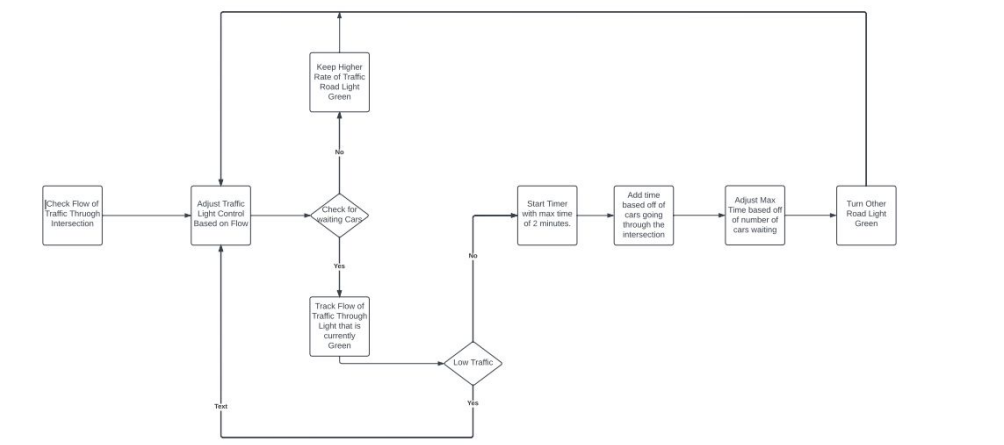 Keep Higher
Rate of Traffic
Road Light
Green
No
Check Flow of
Traffic Thruogh
Intersection
Adjust Traffic
Light Control
Based on Flow
Check for
waiting Cars
Start Timer
with max time
of 2 minutes.
Add time
based off of
cars going
through the
intersection
Adjust Max
Time based off
of number of
cars waiting
Turn Other
Road Light
Green
Yes
No
Track Flow of
Traffic Through
Light that is
currently
Green
Low Traffic
Yes
Text